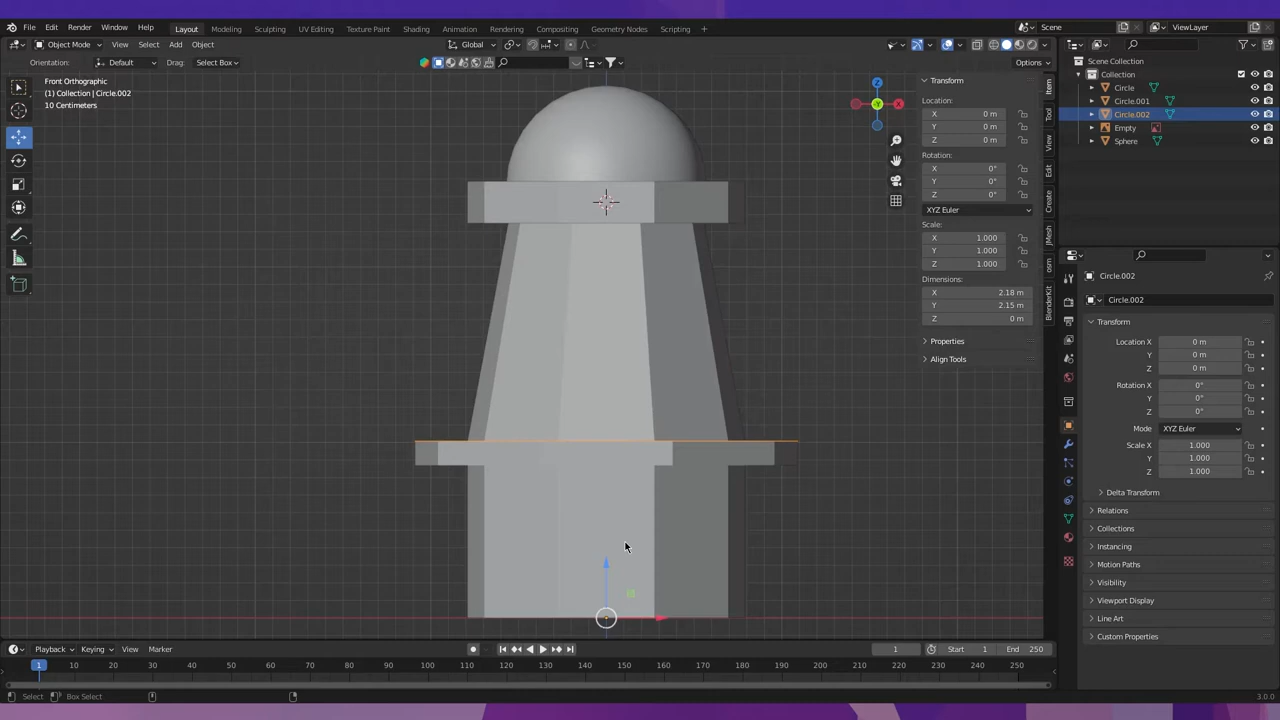 File Edit Render Window Help Layout Modeling Sculpting UV Editing Texture Paint Shading Animation Rendering Compositing Geometry Nodes Scripting + Scene ViewLayer
Object Mode View Select Add Object Global Options
Orientation: Default Drag: Select Box
Front Orthographic
(1) Collection | Circle.002
10 Centimeters
Z
Y
X
Transform
Location:
X 0 m
Y 0 m
Z 0 m
Rotation:
X 0°
Y 0°
Z 0°
XYZ Euler
Scale:
X 1.000
Y 1.000
Z 1.000
Dimensions:
X 2.18 m
Y 2.15 m
Z 0 m
Properties
Align Tools
Item
Tool
View
Edit
Create
JMesh
osm
BlenderKit
Scene Collection
Collection
Circle
Circle.001
Circle.002
Empty
Sphere
Circle.002
Circle.002
Transform
Location X 0 m
Y 0 m
Z 0 m
Rotation X 0°
Y 0°
Z 0°
Mode XYZ Euler
Scale X 1.000
Y 1.000
Z 1.000
Delta Transform
Relations
Collections
Instancing
Motion Paths
Visibility
Viewport Display
Line Art
Custom Properties
Playback Keying View Marker 1 Start 1 End 250
1 10 20 30 40 50 60 70 80 90 100 110 120 130 140 150 160 170 180 190 200 210 220 230 240 250
Select Box Select 3.0.0